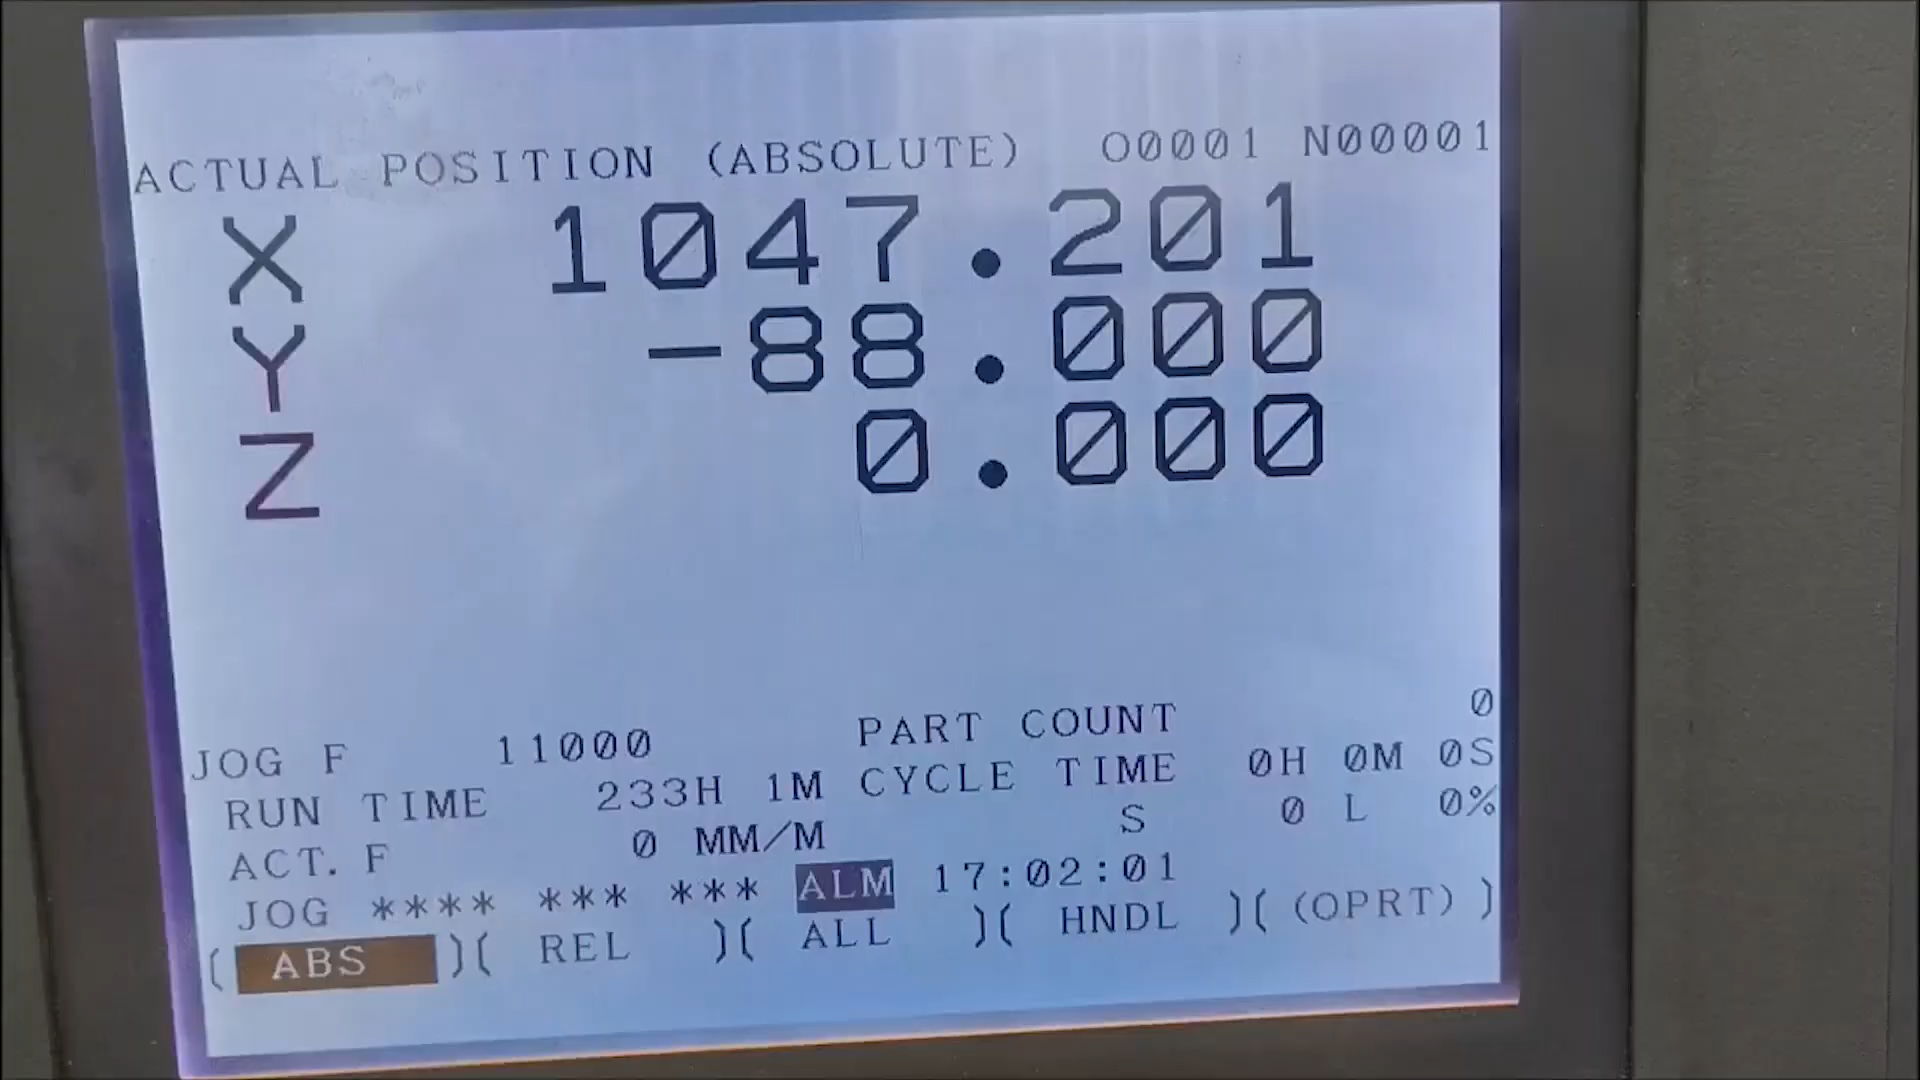 ACTUAL POSITION (ABSOLUTE) O0001 N00001
X 1047.201
Y -88.000
Z 0.000
PART COUNT 0
JOG F 11000
RUN TIME 233H 1M CYCLE TIME 0H 0M 0S
ACT. F 0 MM/M S 0 L 0%
JOG **** *** *** ALM 17:02:01
( ABS )( REL )( ALL )( HNDL )( (OPRT) )